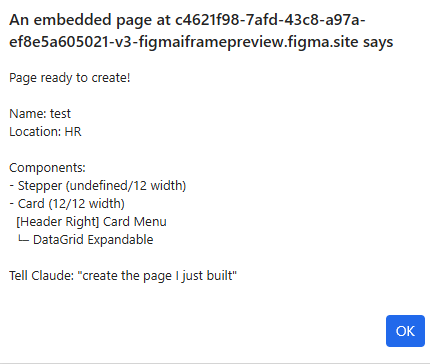 An embedded page at c4621f98-7afd-43c8-a97a-
ef8e5a605021-v3-figmaiframepreview.figma.site says
Page ready to create!
Name: test
Location: HR
Components:
- Stepper (undefined/12 width)
- Card (12/12 width)
[Header Right] Card Menu
└─ DataGrid Expandable
Tell Claude: "create the page I just built"
OK